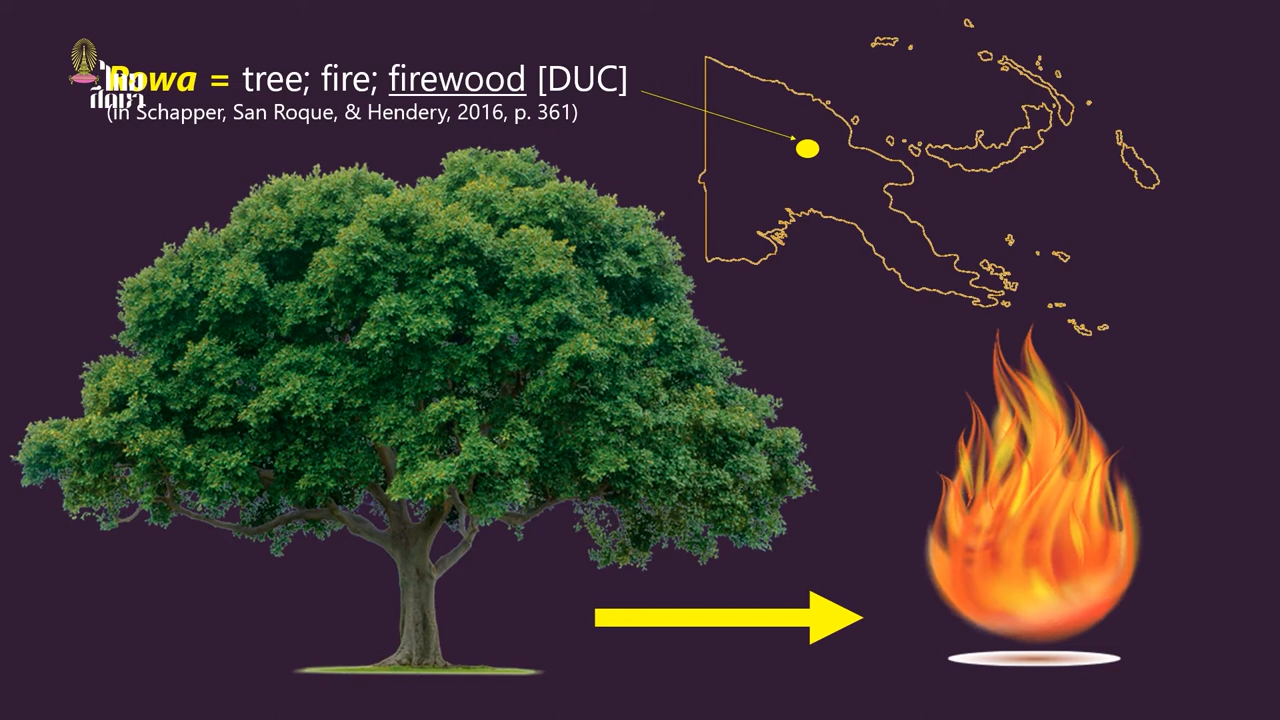 Rowa = tree; fire; firewood [DUC]
(in Schapper, San Roque, & Hendery, 2016, p. 361)